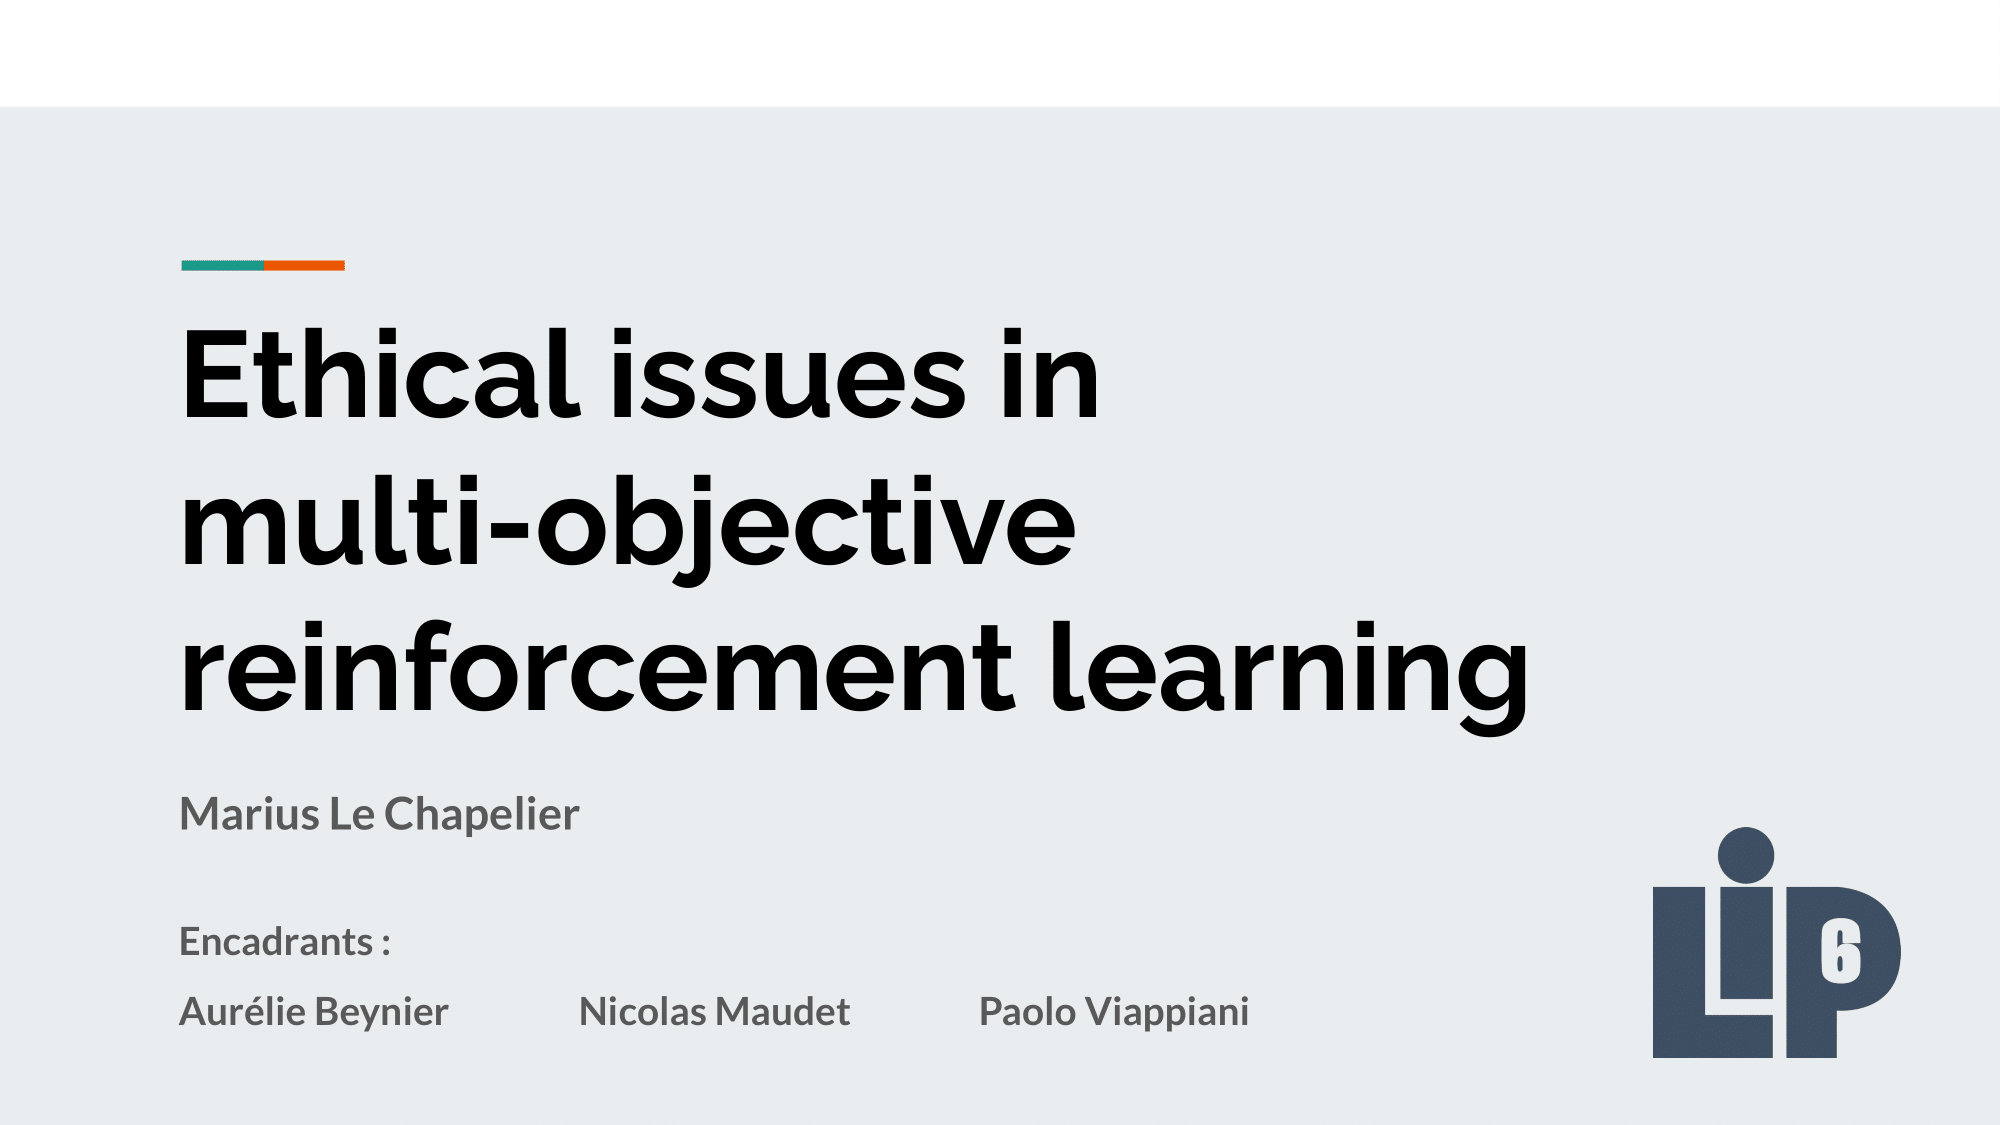 Ethical issues in
multi-objective
reinforcement learning
Marius Le Chapelier
Encadrants :
Aurélie Beynier Nicolas Maudet Paolo Viappiani
LiP6